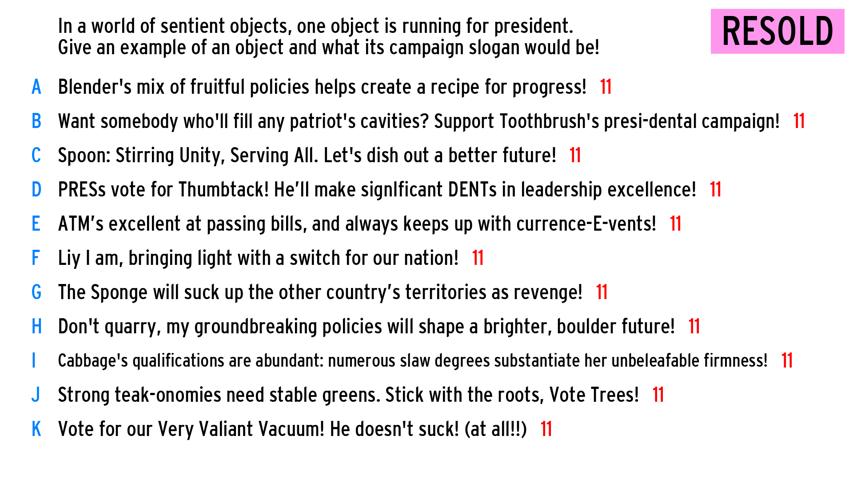 In a world of sentient objects, one object is running for president.
Give an example of an object and what its campaign slogan would be!
RESOLD
A Blender's mix of fruitful policies helps create a recipe for progress! 11
B Want somebody who'll fill any patriot's cavities? Support Toothbrush's presi-dental campaign! 11
C Spoon: Stirring Unity, Serving All. Let's dish out a better future! 11
D PRESs vote for Thumbtack! He’ll make signIficant DENTs in leadership excellence! 11
E ATM’s excellent at passing bills, and always keeps up with currence-E-vents! 11
F Liy I am, bringing light with a switch for our nation! 11
G The Sponge will suck up the other country’s territories as revenge! 11
H Don't quarry, my groundbreaking policies will shape a brighter, boulder future! 11
I Cabbage's qualifications are abundant: numerous slaw degrees substantiate her unbeleafable firmness! 11
J Strong teak-onomies need stable greens. Stick with the roots, Vote Trees! 11
K Vote for our Very Valiant Vacuum! He doesn't suck! (at all!!) 11